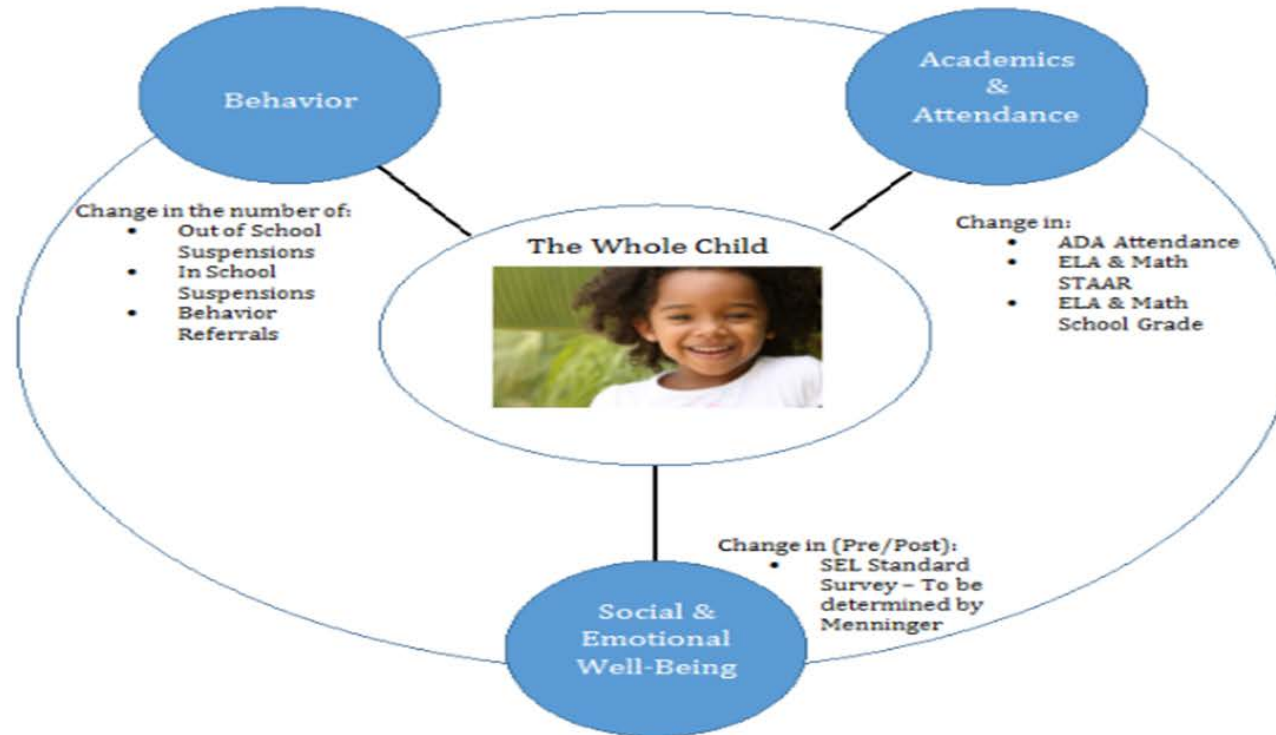 Behavior
Academics
&
Attendance
Change in the number of:
• Out of School
Suspensions
• In School
Suspensions
• Behavior
Referrals
The Whole Child
Change in:
• ADA Attendance
• ELA & Math
STAAR
• ELA & Math
School Grade
Change in (Pre/Post):
• SEL Standard
Survey – To be
determined by
Menninger
Social &
Emotional
Well-Being